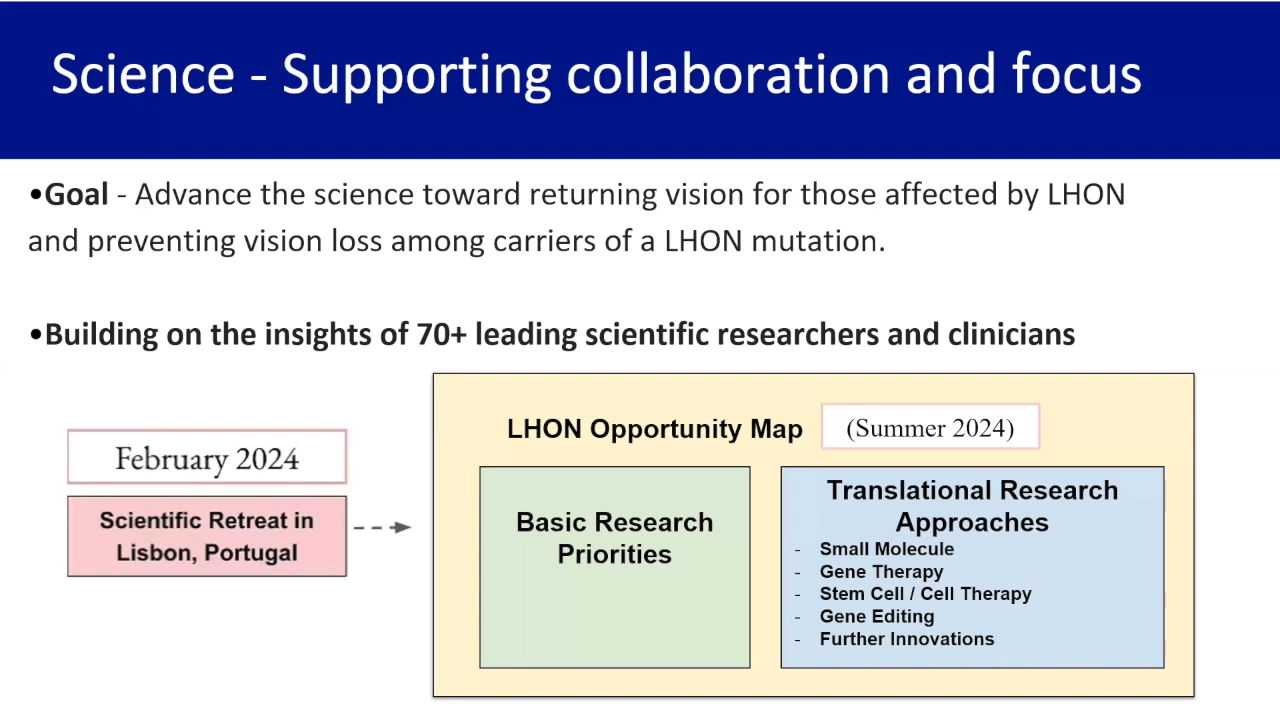 Science - Supporting collaboration and focus
•Goal - Advance the science toward returning vision for those affected by LHON
and preventing vision loss among carriers of a LHON mutation.
•Building on the insights of 70+ leading scientific researchers and clinicians
February 2024
Scientific Retreat in
Lisbon, Portugal
LHON Opportunity Map (Summer 2024)
Basic Research
Priorities
Translational Research
Approaches
- Small Molecule
- Gene Therapy
- Stem Cell / Cell Therapy
- Gene Editing
- Further Innovations